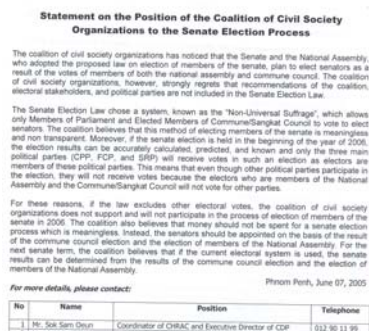 Statement on the Position of the Coalition of Civil Society
Organizations to the Senate Election Process
The coalition of civil society organizations has noticed that the Senate and the National Assembly,
who adopted the proposed law on election of members of the senate, plan to elect senators as a
result of the votes of members of both the national assembly and commune council. The coalition
of civil society organizations, however, strongly regrets that recommendations of the coalition,
electoral stakeholders, and political parties are not included in the Senate Election Law.
The Senate Election Law chose a system, known as the "Non-Universal Suffrage", which allows
only Members of Parliament and Elected Members of Commune/Sangkat Council to vote to elect
senators. The coalition believes that this method of electing members of the senate is meaningless
and non transparent. Moreover, if the senate election is held in the beginning of the year of 2006,
the election results can be accurately calculated, predicted, and known and only the three main
political parties (CPP, FCP, and SRP) will receive votes in such an election as electors are
members of these political parties. This means that even though other political parties participate in
the election, they will not receive votes because the electors who are members of the National
Assembly and the Commune/Sangkat Council will not vote for other parties.
For these reasons, if the law excludes other electoral votes, the coalition of civil society
organizations does not support and will not participate in the process of election of members of the
senate in 2006. The coalition also believes that money should not be spent for a senate election
process which is meaningless. Instead, the senators should be appointed on the basis of the result
of the commune council election and the election of members of the National Assembly. For the
next senate term, the coalition believes that if the current electoral system is used, the senate
results can be determined from the results of the commune council election and the election of
members of the National Assembly.
Phnom Penh, June 07, 2005
For more details, please contact:
No Name Position Telephone
1 Mr. Sok Sam Oeun Coordinator of CHRAC and Executive Director of CDP 012 90 11 99